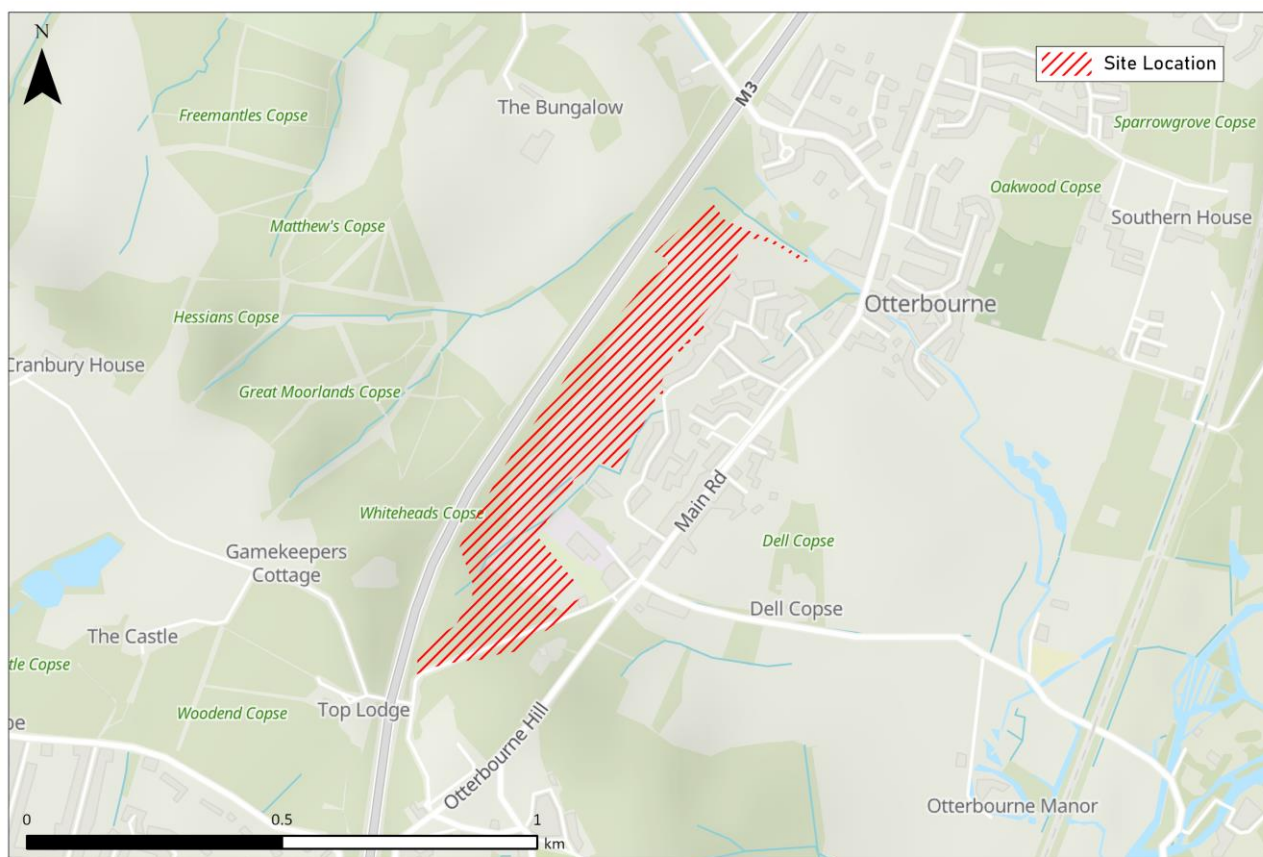 N
Site Location
Freemantles Copse
The Bungalow
M3
Sparrowgrove Copse
Oakwood Copse
Southern House
Matthew's Copse
Hessians Copse
Otterbourne
Cranbury House
Great Moorlands Copse
Main Rd
Whiteheads Copse
Gamekeepers
Cottage
Dell Copse
Dell Copse
The Castle
tle Copse
Woodend Copse
Top Lodge
Otterbourne Hill
Otterbourne Manor
0
0.5
1
km